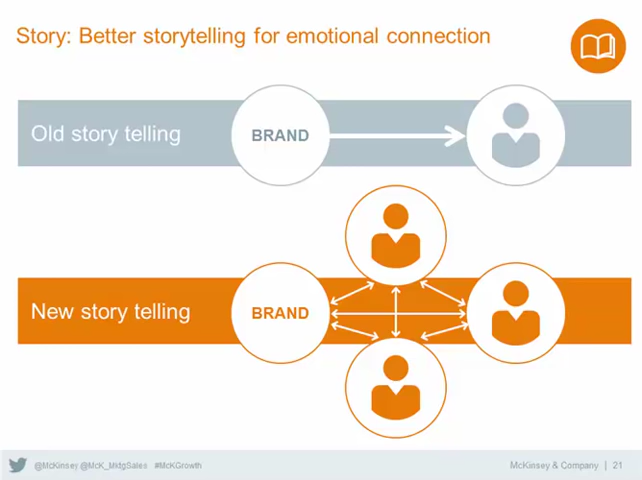 Story: Better storytelling for emotional connection
Old story telling
BRAND
New story telling
BRAND
@McKinsey @McK_MktgSales #McKGrowth
McKinsey & Company | 21